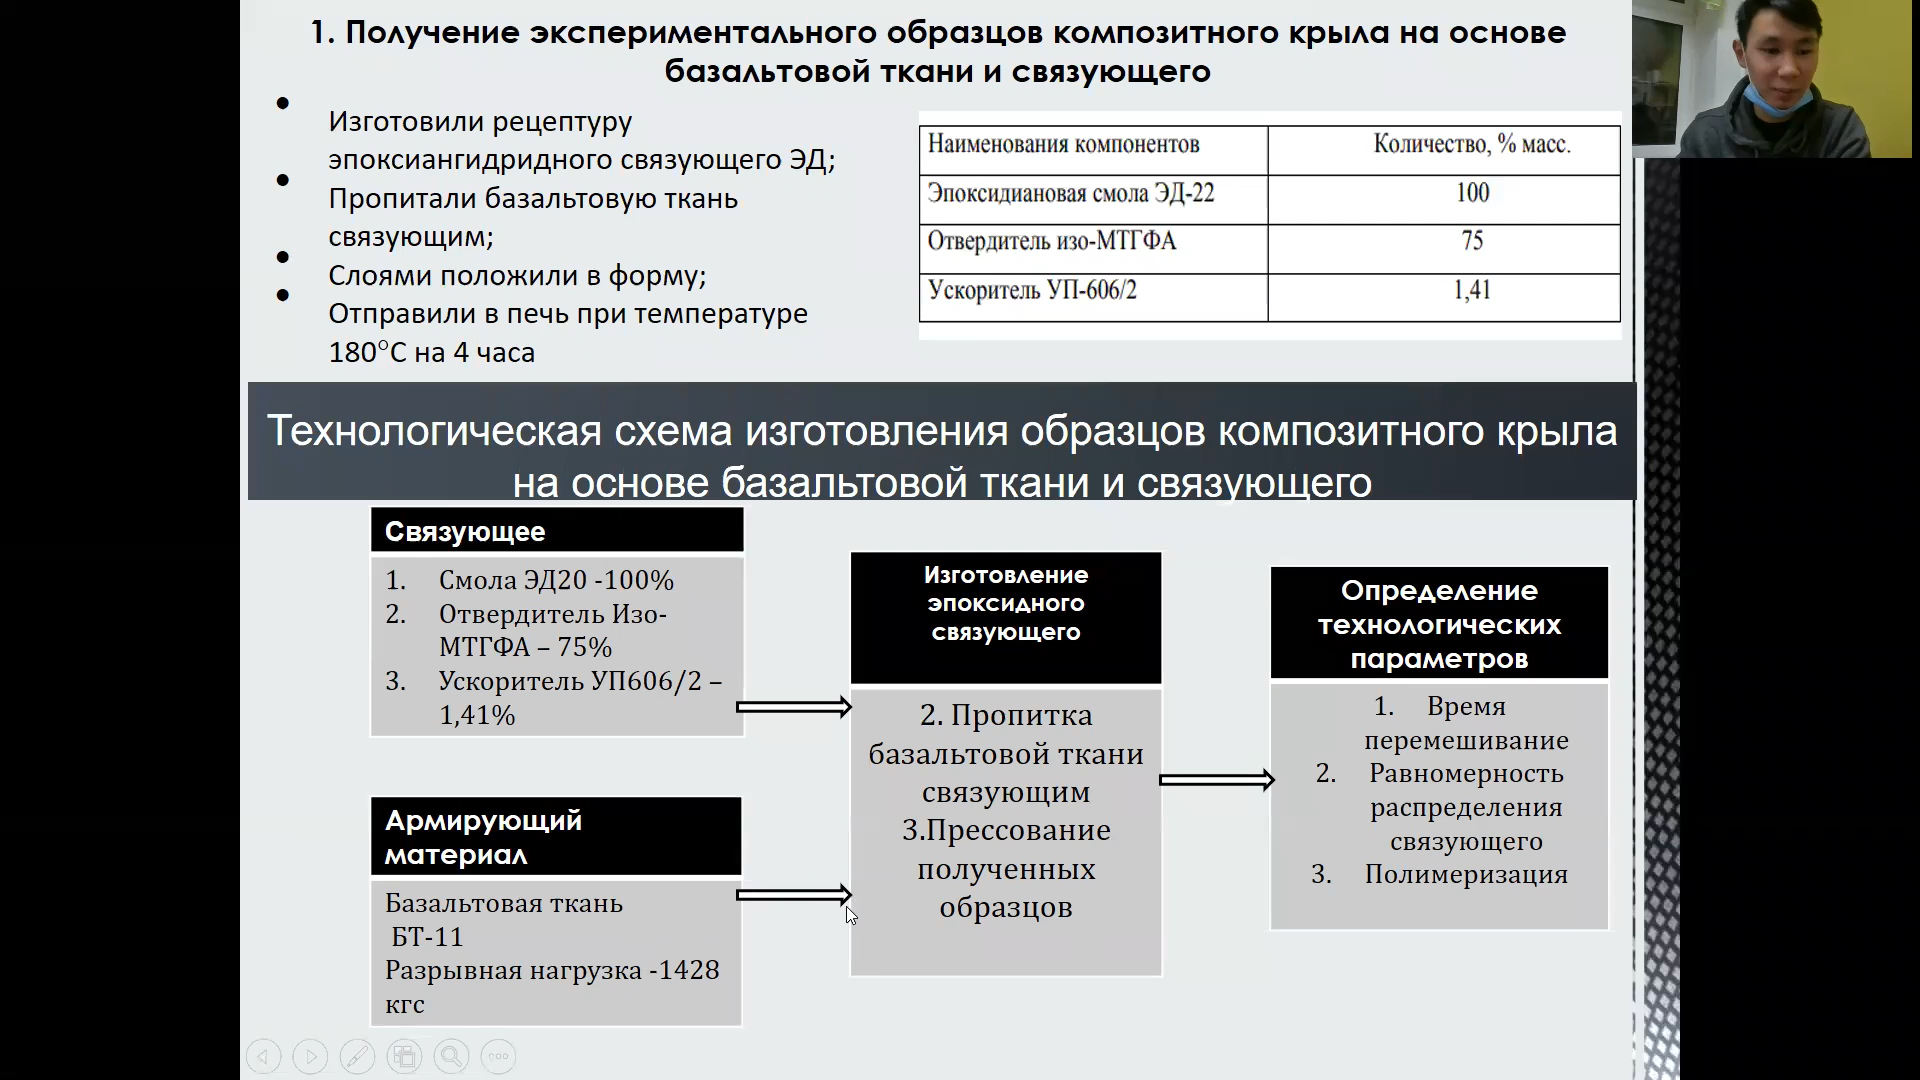 1. Получение экспериментального образцов композитного крыла на основе
базальтовой ткани и связующего
Изготовили рецептуру
эпоксиангидридного связующего ЭД;
Пропитали базальтовую ткань
связующим;
Слоями положили в форму;
Отправили в печь при температуре
180°С на 4 часа
Наименования компонентов Количество, % масс.
Эпоксидиановая смола ЭД-22 100
Отвердитель изо-МТГФА 75
Ускоритель УП-606/2 1,41
Технологическая схема изготовления образцов композитного крыла
на основе базальтовой ткани и связующего
Связующее
1. Смола ЭД20 -100%
2. Отвердитель Изо-
МТГФА – 75%
3. Ускоритель УП606/2 –
1,41%
Армирующий
материал
Базальтовая ткань
БТ-11
Разрывная нагрузка -1428
кгс
Изготовление
эпоксидного
связующего
2. Пропитка
базальтовой ткани
связующим
3.Прессование
полученных
образцов
Определение
технологических
параметров
1. Время
перемешивание
2. Равномерность
распределения
связующего
3. Полимеризация